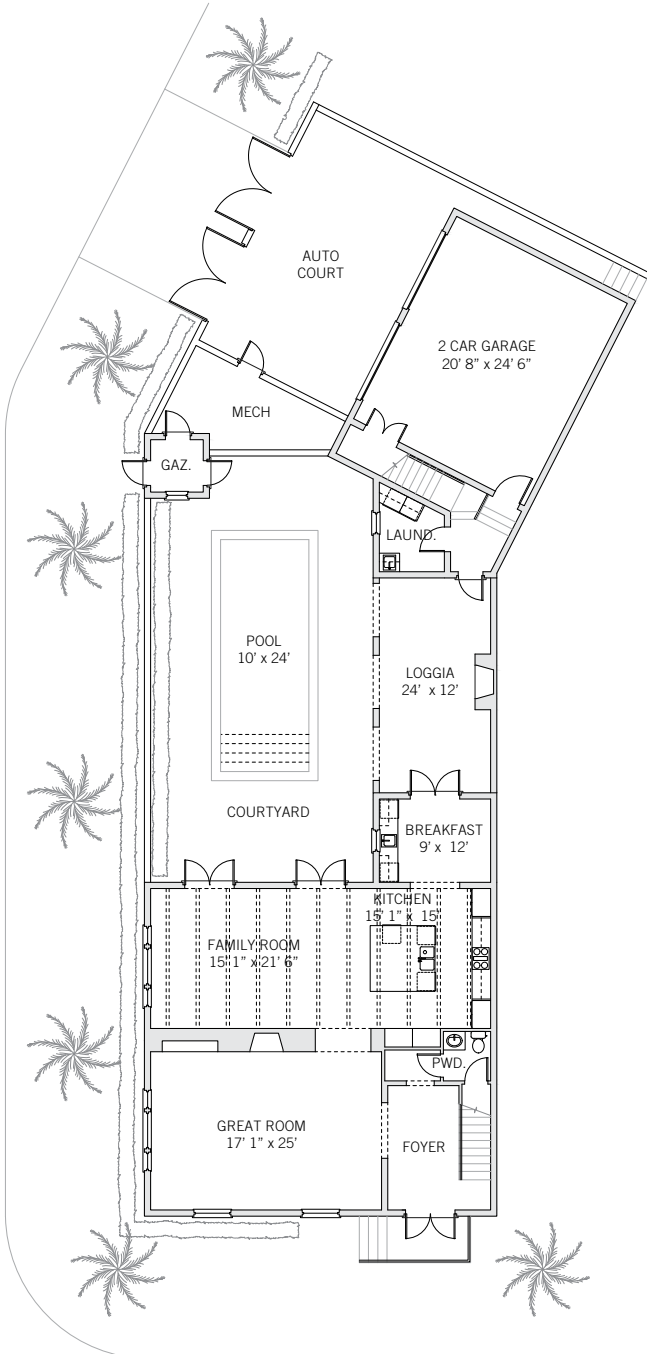 AUTO
COURT
2 CAR GARAGE
20' 8" x 24' 6"
MECH
GAZ.
LAUND.
POOL
10' x 24'
LOGGIA
24' x 12'
COURTYARD
BREAKFAST
9' x 12'
KITCHEN
15' 1" x 15'
FAMILY ROOM
15' 1" x 21' 6"
PWD.
GREAT ROOM
17' 1" x 25'
FOYER